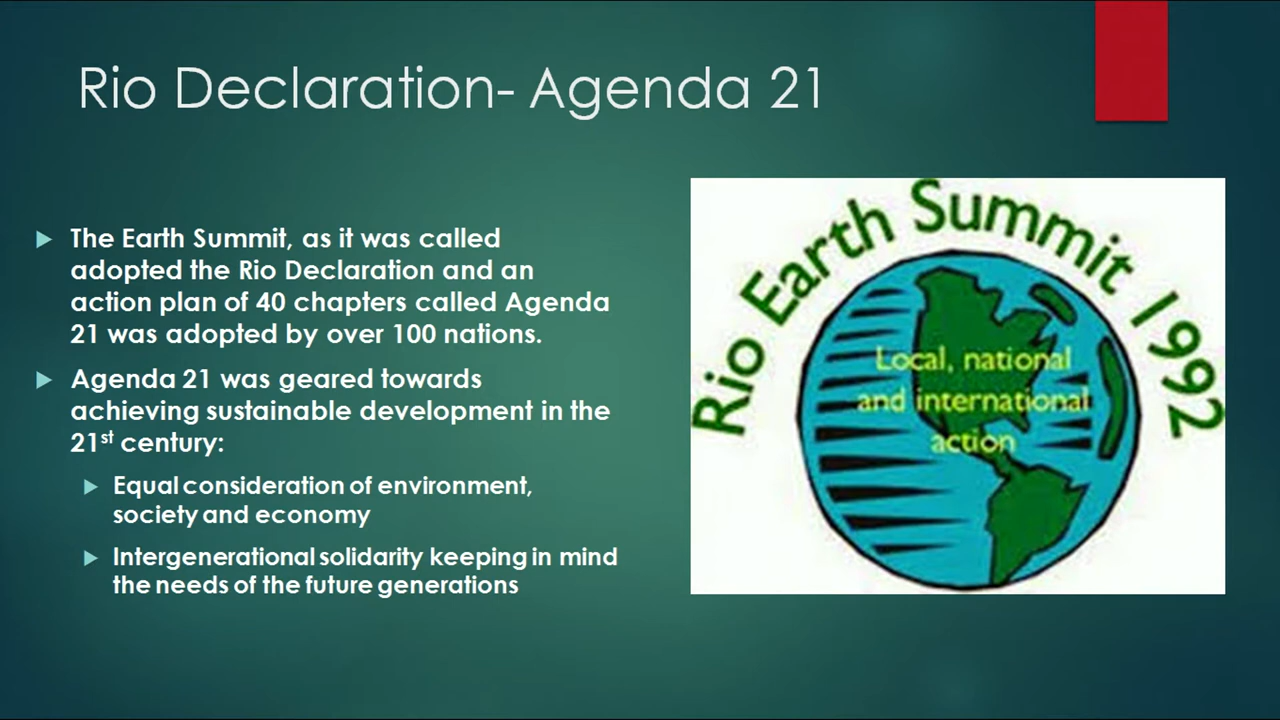 Rio Declaration- Agenda 21
The Earth Summit, as it was called
adopted the Rio Declaration and an
action plan of 40 chapters called Agenda
21 was adopted by over 100 nations.
Agenda 21 was geared towards
achieving sustainable development in the
21st century:
Equal consideration of environment,
society and economy
Intergenerational solidarity keeping in mind
the needs of the future generations
Rio Earth Summit 1992
Local, national
and international
action